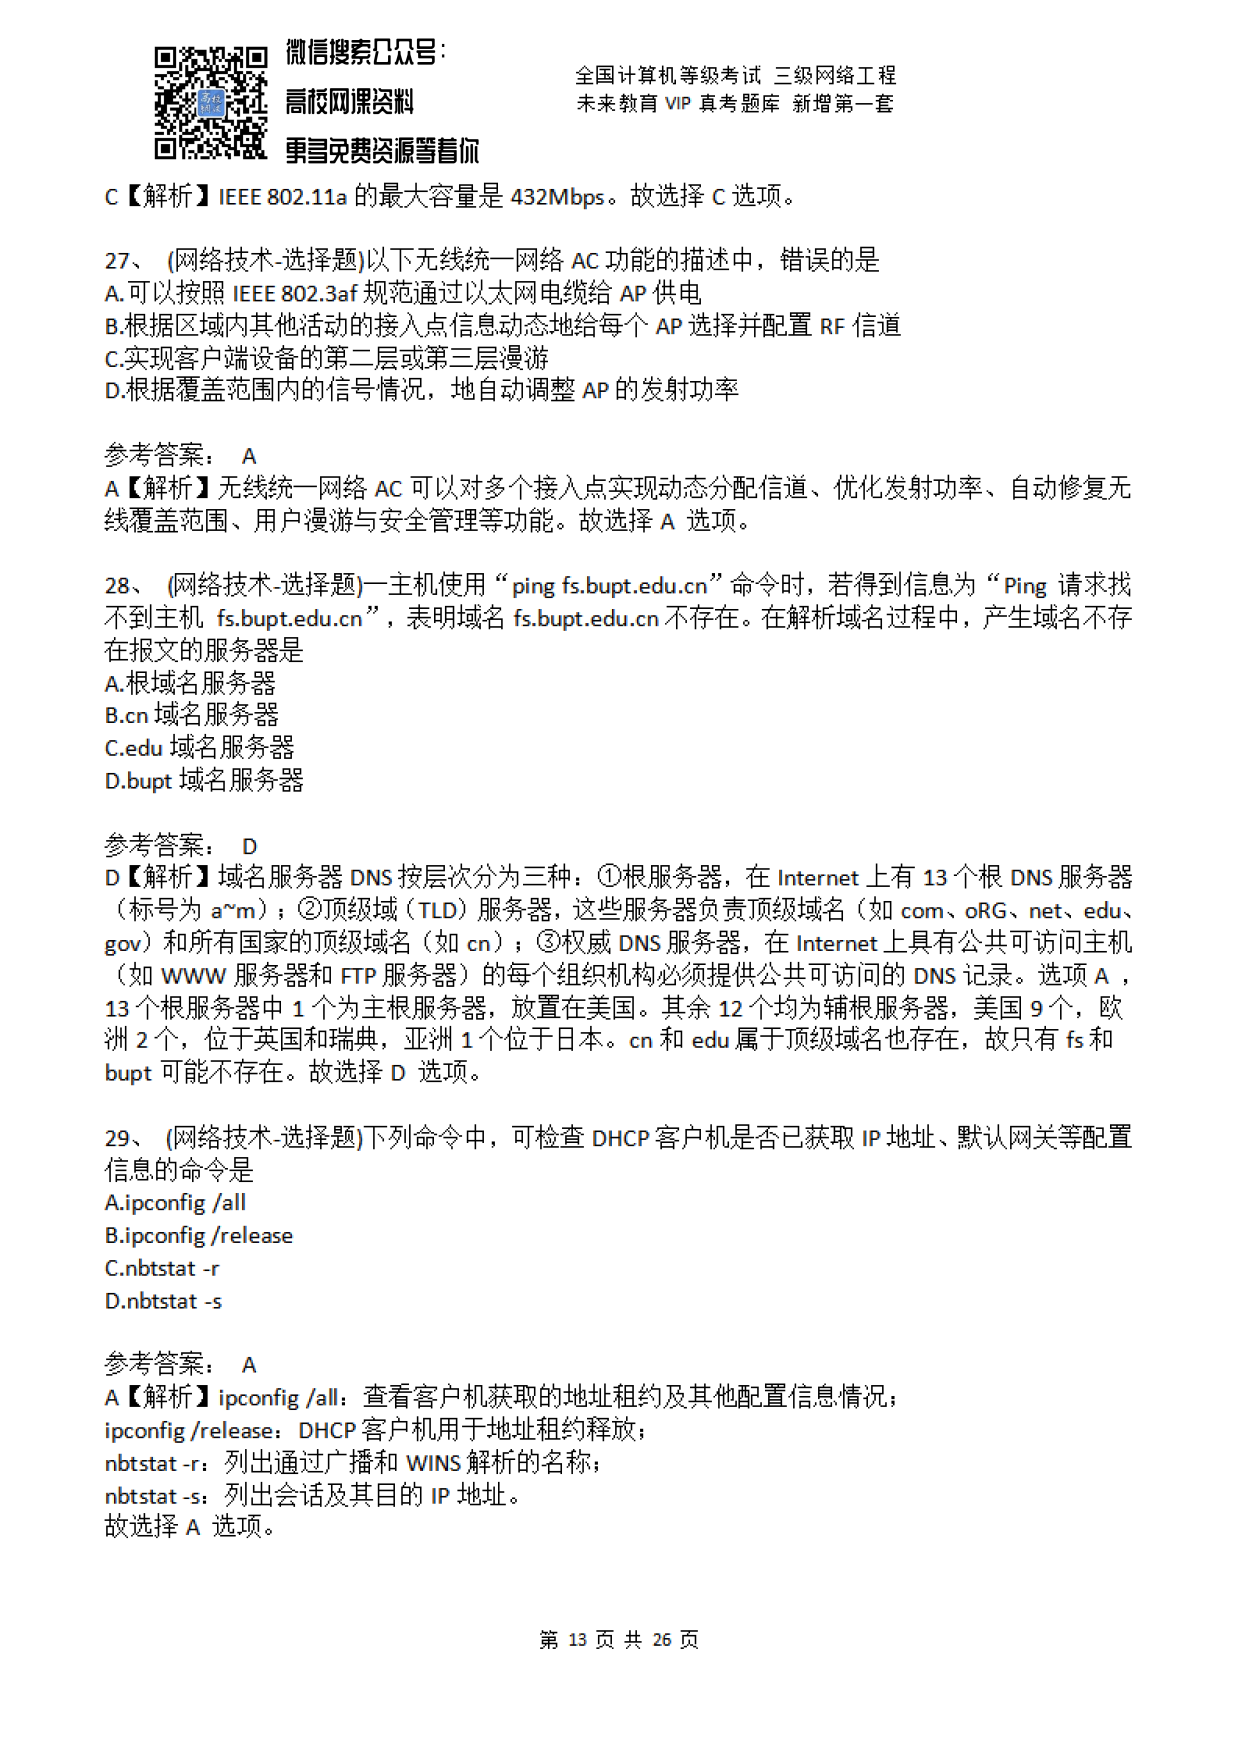 微信搜索公众号：
高校网课资料
更多免费资源等着你
全国计算机等级考试 三级网络工程
未来教育 VIP 真考题库 新增第一套
C【解析】IEEE 802.11a 的最大容量是 432Mbps。故选择 C 选项。
27、 (网络技术-选择题)以下无线统一网络 AC 功能的描述中，错误的是
A.可以按照 IEEE 802.3af 规范通过以太网电缆给 AP 供电
B.根据区域内其他活动的接入点信息动态地给每个 AP 选择并配置 RF 信道
C.实现客户端设备的第二层或第三层漫游
D.根据覆盖范围内的信号情况，地自动调整 AP 的发射功率
参考答案： A
A【解析】无线统一网络 AC 可以对多个接入点实现动态分配信道、优化发射功率、自动修复无
线覆盖范围、用户漫游与安全管理等功能。故选择 A 选项。
28、 (网络技术-选择题)一主机使用“ping fs.bupt.edu.cn”命令时，若得到信息为“Ping 请求找
不到主机 fs.bupt.edu.cn”，表明域名 fs.bupt.edu.cn 不存在。在解析域名过程中，产生域名不存
在报文的服务器是
A.根域名服务器
B.cn 域名服务器
C.edu 域名服务器
D.bupt 域名服务器
参考答案： D
D【解析】域名服务器 DNS 按层次分为三种：①根服务器，在 Internet 上有 13 个根 DNS 服务器
（标号为 a~m）；②顶级域（TLD）服务器，这些服务器负责顶级域名（如 com、oRG、net、edu、
gov）和所有国家的顶级域名（如 cn）；③权威 DNS 服务器，在 Internet 上具有公共可访问主机
（如 WWW 服务器和 FTP 服务器）的每个组织机构必须提供公共可访问的 DNS 记录。选项 A ，
13 个根服务器中 1 个为主根服务器，放置在美国。其余 12 个均为辅根服务器，美国 9 个，欧
洲 2 个，位于英国和瑞典，亚洲 1 个位于日本。cn 和 edu 属于顶级域名也存在，故只有 fs 和
bupt 可能不存在。故选择 D 选项。
29、 (网络技术-选择题)下列命令中，可检查 DHCP 客户机是否已获取 IP 地址、默认网关等配置
信息的命令是
A.ipconfig /all
B.ipconfig /release
C.nbtstat -r
D.nbtstat -s
参考答案： A
A【解析】ipconfig /all：查看客户机获取的地址租约及其他配置信息情况；
ipconfig /release：DHCP 客户机用于地址租约释放；
nbtstat -r：列出通过广播和 WINS 解析的名称；
nbtstat -s：列出会话及其目的 IP 地址。
故选择 A 选项。
第 13 页 共 26 页